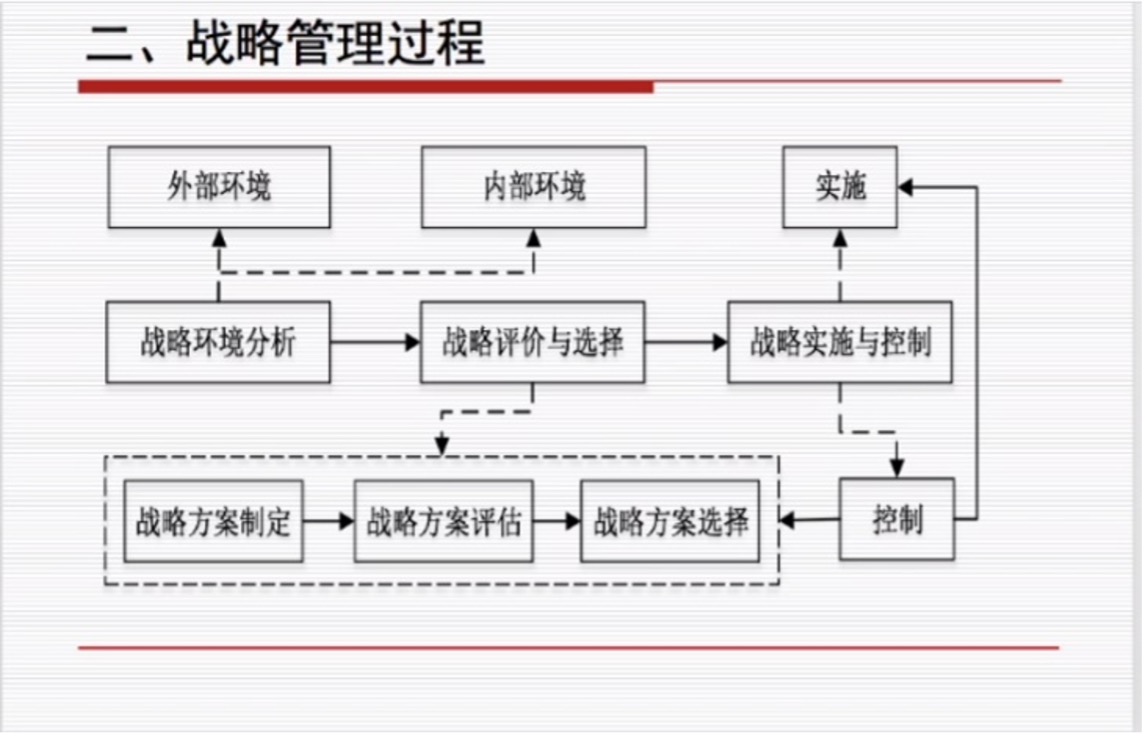 二、战略管理过程
外部环境
内部环境
实施
战略环境分析
战略评价与选择
战略实施与控制
战略方案制定
战略方案评估
战略方案选择
控制